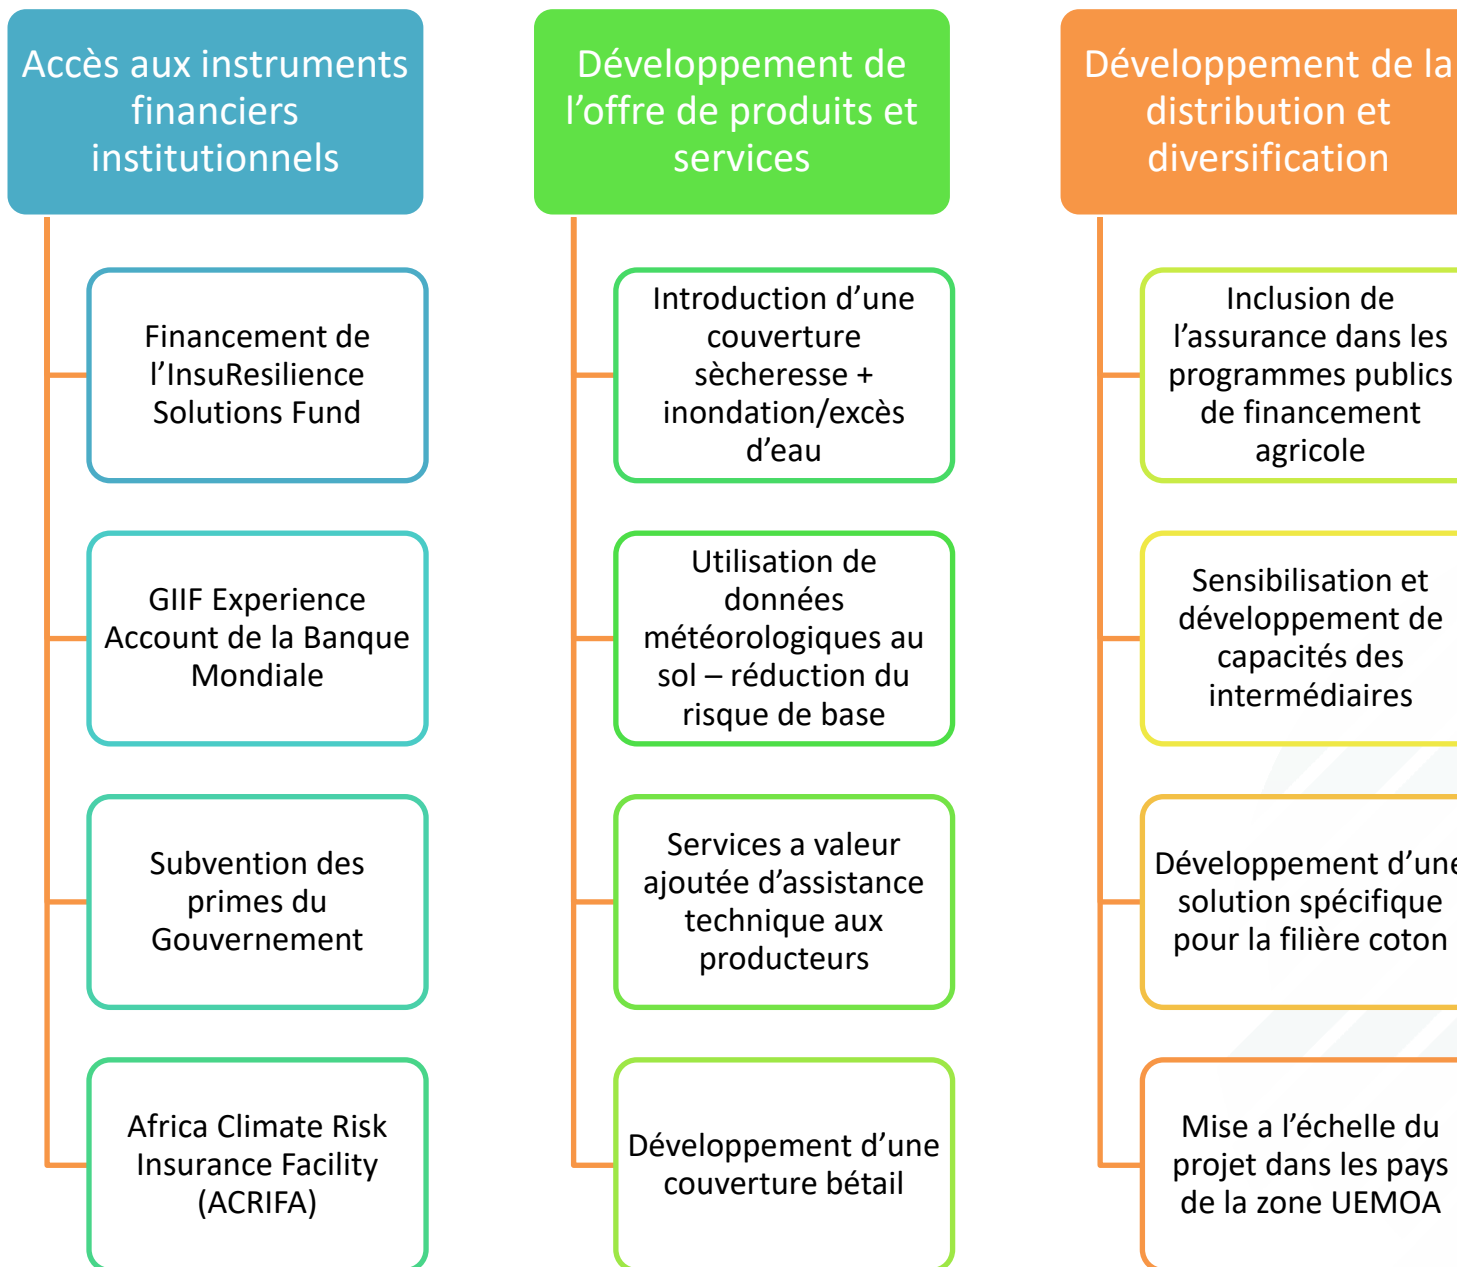 Accès aux instruments
financiers
institutionnels
Financement de
l’InsuResilience
Solutions Fund
GIIF Experience
Account de la Banque
Mondiale
Subvention des
primes du
Gouvernement
Africa Climate Risk
Insurance Facility
(ACRIFA)
Développement de
l’offre de produits et
services
Introduction d’une
couverture
sècheresse +
inondation/excès
d’eau
Utilisation de
données
météorologiques au
sol – réduction du
risque de base
Services a valeur
ajoutée d’assistance
technique aux
producteurs
Développement d’une
couverture bétail
Développement de la
distribution et
diversification
Inclusion de
l’assurance dans les
programmes publics
de financement
agricole
Sensibilisation et
développement de
capacités des
intermédiaires
Développement d’une
solution spécifique
pour la filière coton
Mise a l’échelle du
projet dans les pays
de la zone UEMOA